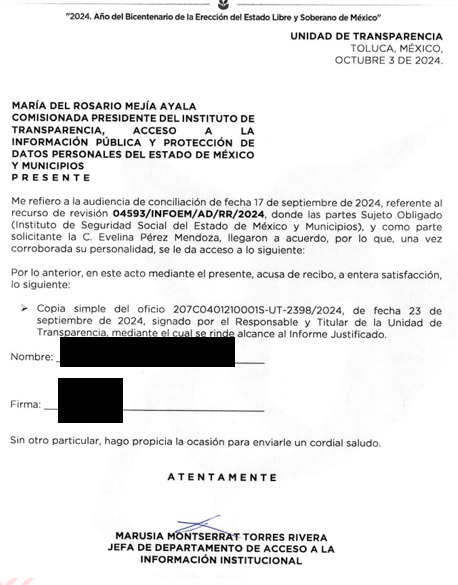 "2024. Año del Bicentenario de la Erección del Estado Libre y Soberano de México"
UNIDAD DE TRANSPARENCIA
TOLUCA, MÉXICO,
OCTUBRE 3 DE 2024.
MARÍA DEL ROSARIO MEJÍA AYALA
COMISIONADA PRESIDENTE DEL INSTITUTO DE
TRANSPARENCIA, ACCESO A LA
INFORMACIÓN PÚBLICA Y PROTECCIÓN DE
DATOS PERSONALES DEL ESTADO DE MÉXICO
Y MUNICIPIOS
P R E S E N T E
Me refiero a la audiencia de conciliación de fecha 17 de septiembre de 2024, referente al
recurso de revisión 04593/INFOEM/AD/RR/2024, donde las partes Sujeto Obligado
(Instituto de Seguridad Social del Estado de México y Municipios), y como parte
solicitante la C. Evelina Pérez Mendoza, llegaron a acuerdo, por lo que, una vez
corroborada su personalidad, se le da acceso a lo siguiente:
Por lo anterior, en este acto mediante el presente, acusa de recibo, a entera satisfacción,
lo siguiente:
➢ Copia simple del oficio 207C0401210001S-UT-2398/2024, de fecha 23 de
septiembre de 2024, signado por el Responsable y Titular de la Unidad de
Transparencia, mediante el cual se rinde alcance al Informe Justificado.
Nombre:
Firma:
Sin otro particular, hago propicia la ocasión para enviarle un cordial saludo.
A T E N T A M E N T E
MARUSIA MONTSERRAT TORRES RIVERA
JEFA DE DEPARTAMENTO DE ACCESO A LA
INFORMACIÓN INSTITUCIONAL